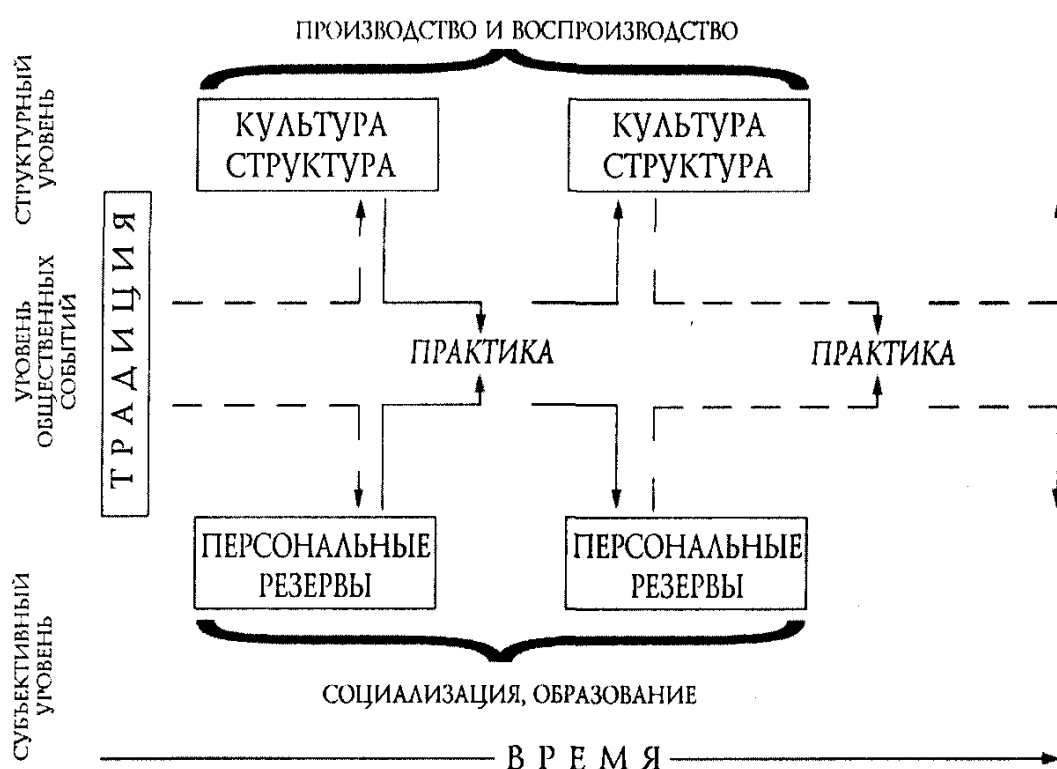 ПРОИЗВОДСТВО И ВОСПРОИЗВОДСТВО
СТРУКТУРНЫЙ
УРОВЕНЬ
КУЛЬТУРА
СТРУКТУРА
КУЛЬТУРА
СТРУКТУРА
ТРАДИЦИЯ
УРОВЕНЬ
ОБЩЕСТВЕННЫХ
СОБЫТИЙ
ПРАКТИКА
ПРАКТИКА
ПЕРСОНАЛЬНЫЕ
РЕЗЕРВЫ
ПЕРСОНАЛЬНЫЕ
РЕЗЕРВЫ
СУБЪЕКТИВНЫЙ
УРОВЕНЬ
СОЦИАЛИЗАЦИЯ, ОБРАЗОВАНИЕ
ВРЕМЯ